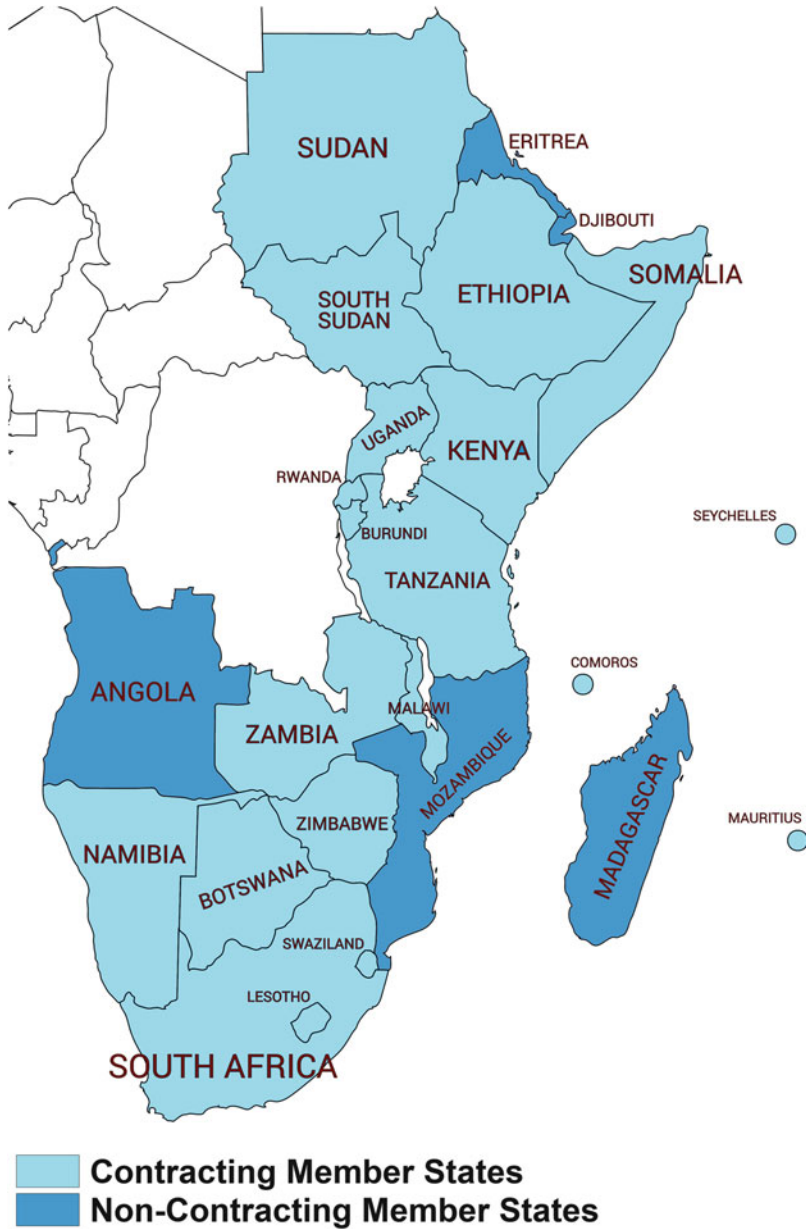 SUDAN
ERITREA
DJIBOUTI
SOMALIA
ETHIOPIA
SOUTH
SUDAN
UGANDA
KENYA
RWANDA
BURUNDI
SEYCHELLES
TANZANIA
COMOROS
ANGOLA
MALAWI
ZAMBIA
MOZAMBIQUE
MADAGASCAR
MAURITIUS
ZIMBABWE
NAMIBIA
BOTSWANA
SWAZILAND
LESOTHO
SOUTH AFRICA
Contracting Member States
Non-Contracting Member States